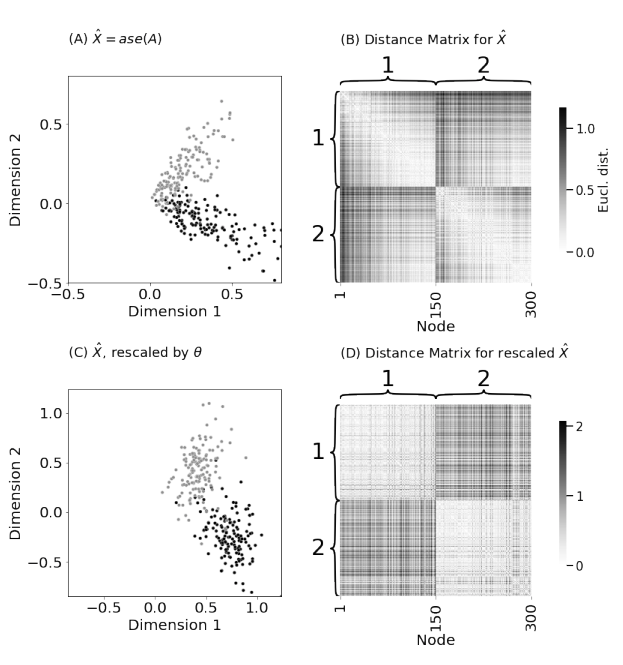 (A) X̂ = ase(A)
(B) Distance Matrix for X̂
1 2
0.5
0.0
−0.5
Dimension 2
−0.5 0.0 0.5
Dimension 1
1
2
1 150 300
Node
1.0
0.5
0.0
Eucl. dist.
(C) X̂, rescaled by θ
(D) Distance Matrix for rescaled X̂
1 2
1.0
0.5
0.0
−0.5
Dimension 2
−0.5 0.0 0.5 1.0
Dimension 1
1
2
1 150 300
Node
2
1
0